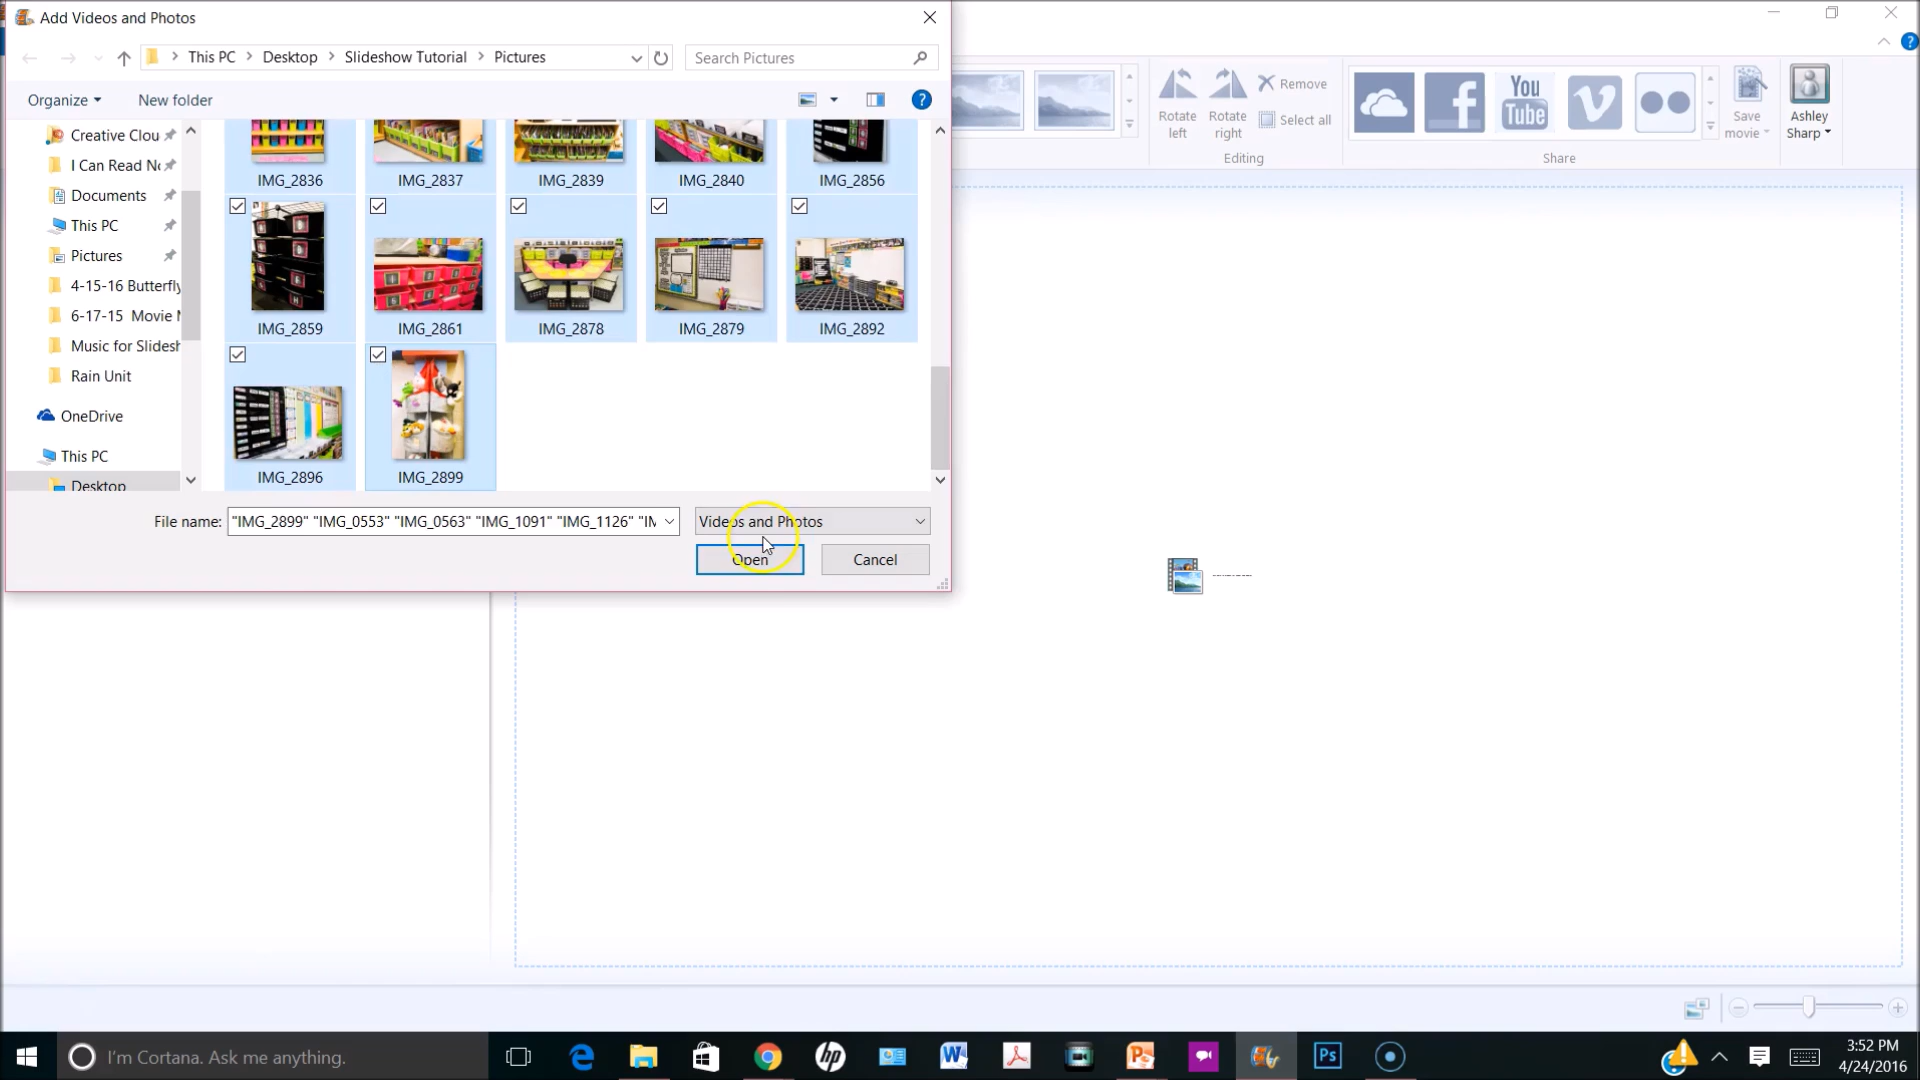 Add Videos and Photos
This PC
Desktop
Slideshow Tutorial
Pictures
Search Pictures
Organize
New folder
Creative Clou
I Can Read No
Documents
This PC
Pictures
4-15-16 Butterfly
6-17-15 Movie N
Music for Slidesh
Rain Unit
OneDrive
This PC
Desktop
IMG_2836
IMG_2837
IMG_2839
IMG_2840
IMG_2856
IMG_2859
IMG_2861
IMG_2878
IMG_2879
IMG_2892
IMG_2896
IMG_2899
File name:
"IMG_2899" "IMG_0553" "IMG_0563" "IMG_1091" "IMG_1126" "IM
Videos and Photos
Open
Cancel
Rotate left
Rotate right
Remove
Select all
Editing
You Tube
Share
Save movie
Ashley Sharp
I'm Cortana. Ask me anything.
hp
Ps
3:52 PM
4/24/2016